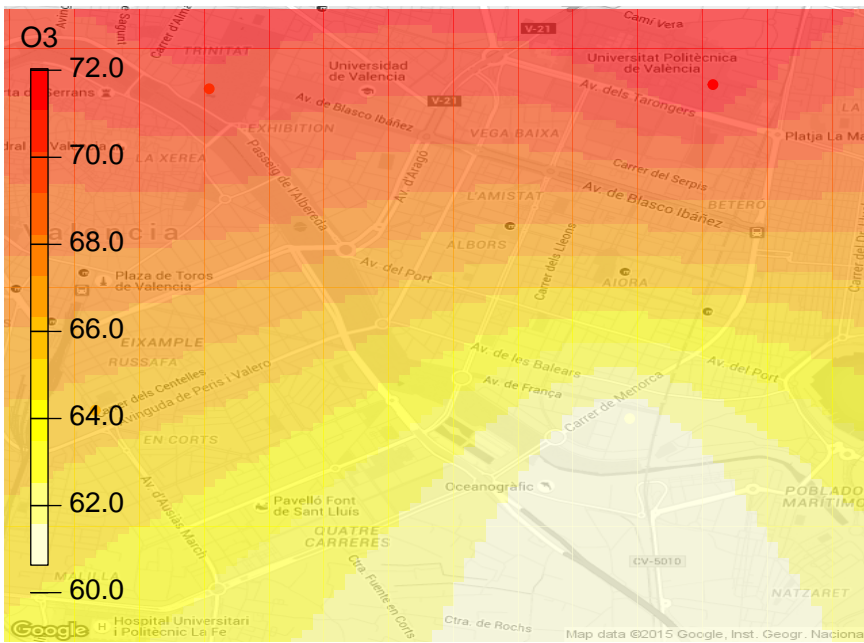 O3
72.0
70.0
68.0
66.0
64.0
62.0
60.0
Carrer d'Alm
TRINITAT
Universidad
de Valencia
V-21
Camí Vera
Universitat Politècnica
de València
Av. dels Tarongers
V-21
Av. de Blasco Ibáñez
EXHIBITION
VEGA BAIXA
Platja La Ma
LA XEREA
Passeig de l'Albereda
Av. d'Aragó
Carrer del Serpis
L'AMISTAT
Av. de Blasco Ibáñez
BETERÓ
Valencia
ALBORS
Carrer dels Lleons
Plaza de Toros
de Valencia
Av. del Port
AIORA
EIXAMPLE
RUSSAFA
Av. de les Balears
Av. del Port
Carrer dels Centelles
Avinguda de Peris i Valero
Av. de França
Carrer de Menorca
EN CORTS
Av. d'Ausiàs March
Oceanogràfic
Pavelló Font
de Sant Lluís
POBLADO
MARÍTIMO
QUATRE
CARRERES
CV-5010
MALILLA
Ctra. Fuente en Corts
NATZARET
Hospital Universitari
i Politècnic La Fe
Ctra. de Rochs
Google
Map data ©2015 Google, Inst. Geogr. Naciona